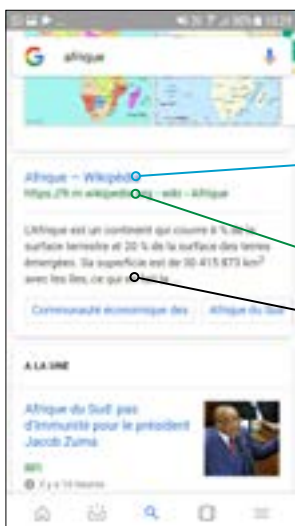 afrique
Afrique – Wikipédia
https://fr.m.wikipedia.org › wiki › Afrique
L'Afrique est un continent qui couvre 6 % de la
surface terrestre et 20 % de la surface des terres
émergées. Sa superficie est de 30 415 873 km²
avec les îles, ce qui en fait la
Communauté économique des
Afrique du Sud
A LA UNE
Afrique du Sud: pas
d'immunité pour le président
Jacob Zuma
Il y a 14 heures